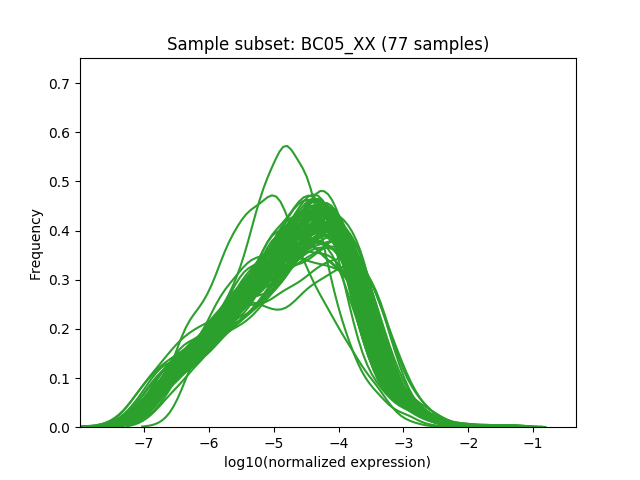 Sample subset: BC05_XX (77 samples)
0.7
0.6
0.5
0.4
0.3
0.2
0.1
0.0
Frequency
−7 −6 −5 −4 −3 −2 −1
log10(normalized expression)